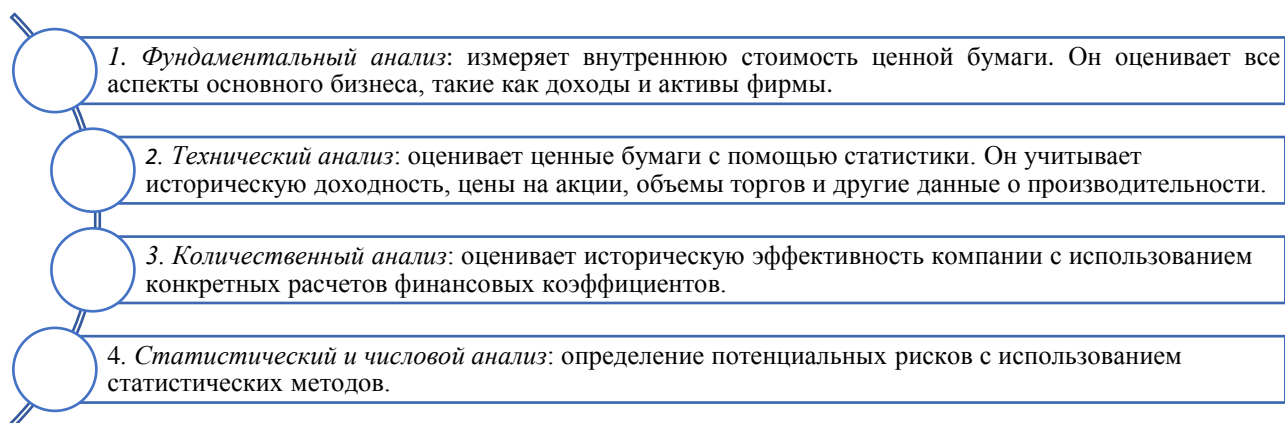 1. Фундаментальный анализ: измеряет внутреннюю стоимость ценной бумаги. Он оценивает все
аспекты основного бизнеса, такие как доходы и активы фирмы.
2. Технический анализ: оценивает ценные бумаги с помощью статистики. Он учитывает
историческую доходность, цены на акции, объемы торгов и другие данные о производительности.
3. Количественный анализ: оценивает историческую эффективность компании с использованием
конкретных расчетов финансовых коэффициентов.
4. Статистический и числовой анализ: определение потенциальных рисков с использованием
статистических методов.